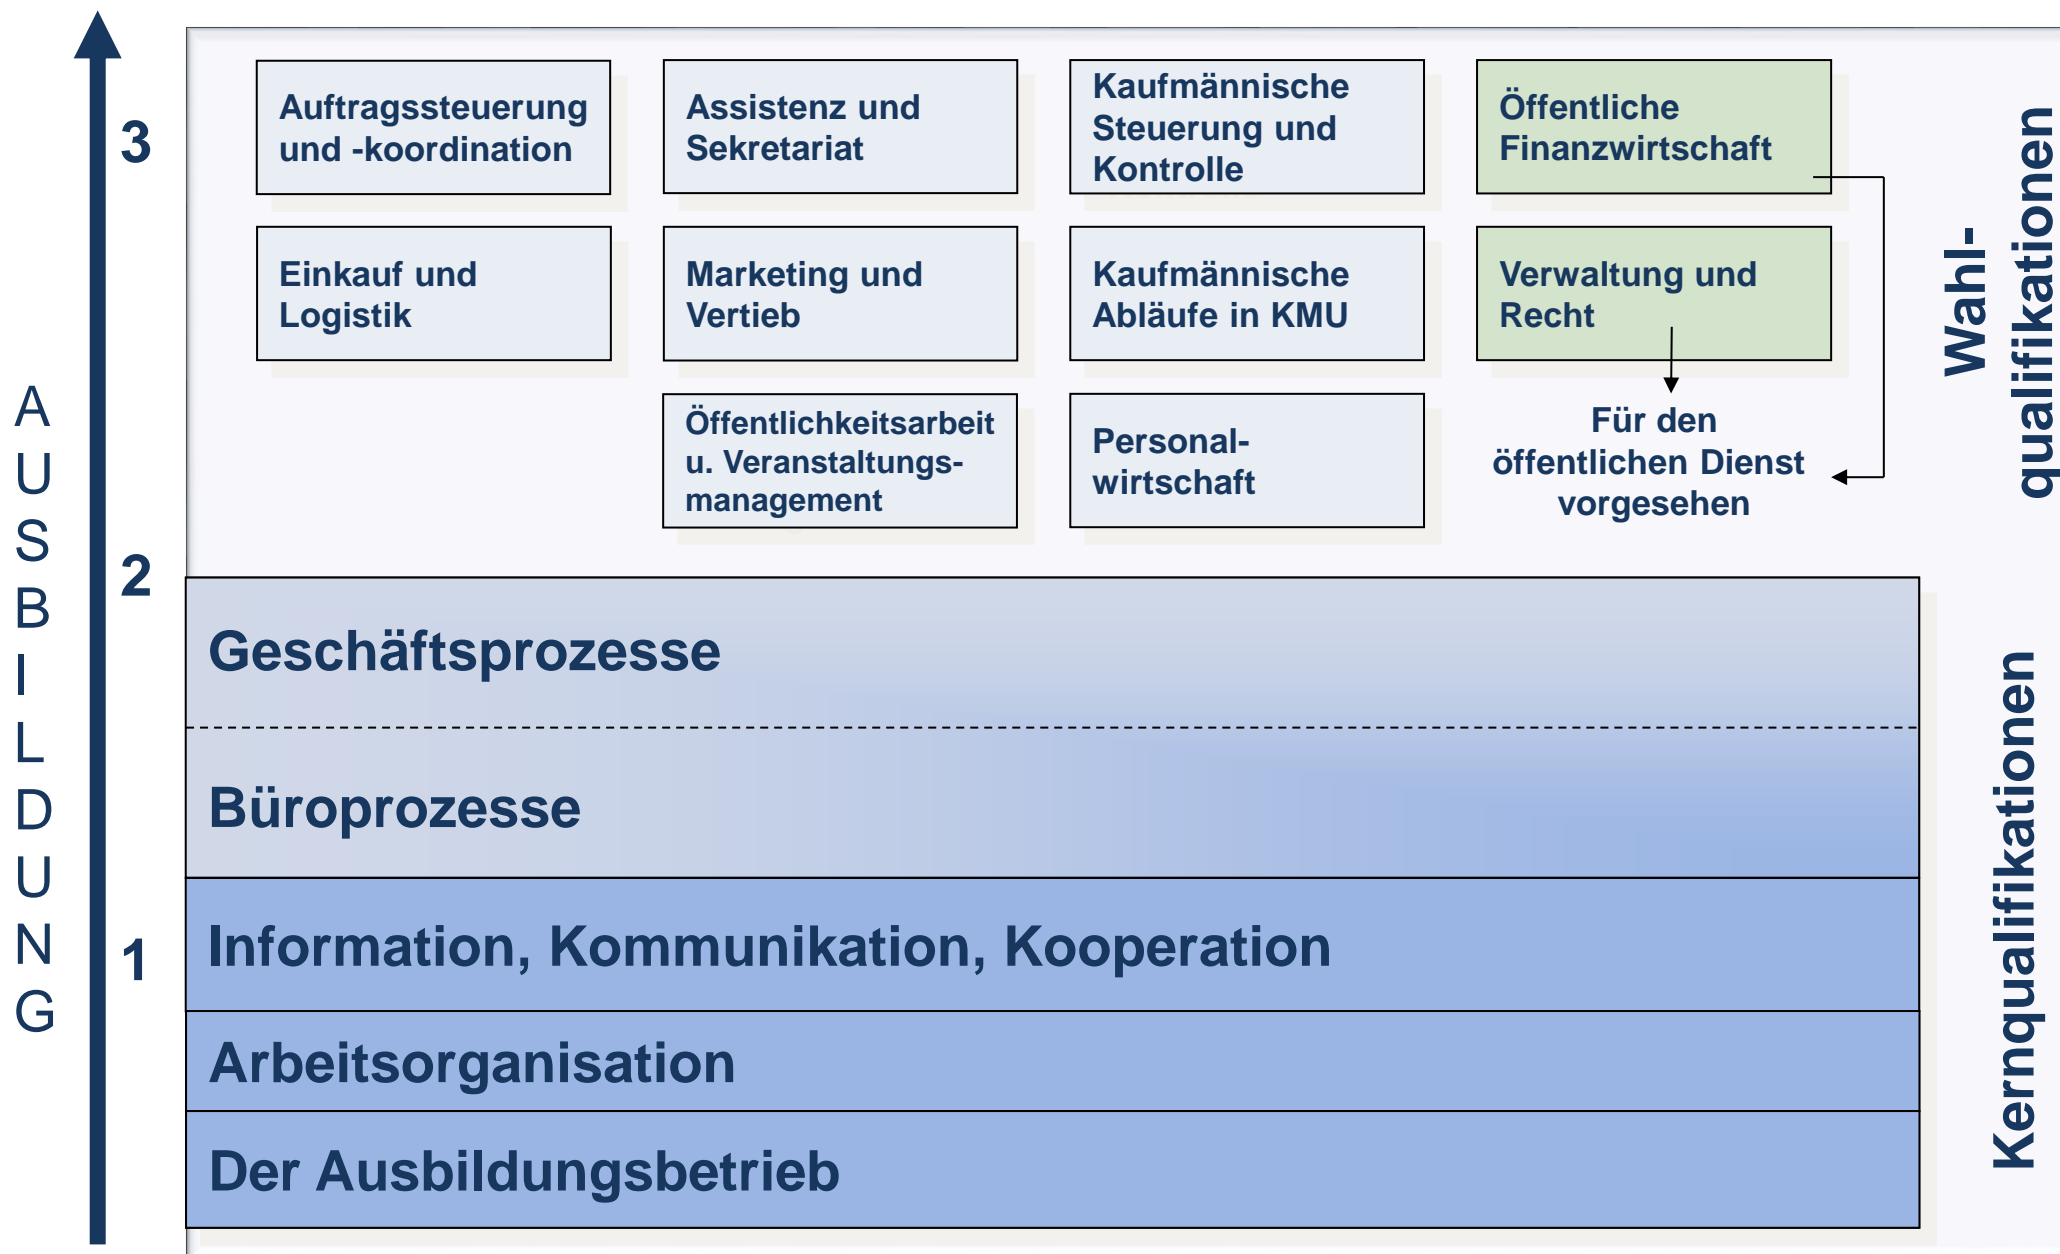 AUSBILDUNG
3
2
1
Auftragssteuerung
und -koordination
Assistenz und
Sekretariat
Kaufmännische
Steuerung und
Kontrolle
Öffentliche
Finanzwirtschaft
Einkauf und
Logistik
Marketing und
Vertieb
Kaufmännische
Abläufe in KMU
Verwaltung und
Recht
Öffentlichkeitsarbeit
u. Veranstaltungs-
management
Personal-
wirtschaft
Für den
öffentlichen Dienst
vorgesehen
Wahl-
qualifikationen
Geschäftsprozesse
Büroprozesse
Information, Kommunikation, Kooperation
Arbeitsorganisation
Der Ausbildungsbetrieb
Kernqualifikationen